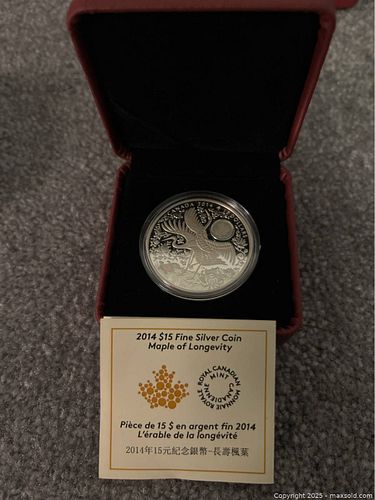 CANADA 2014
2014 $15 Fine Silver Coin
Maple of Longevity
ROYAL CANADIAN MINT
MONNAIE ROYALE CANADIENNE
Pièce de 15 $ en argent fin 2014
L'érable de la longévité
2014年15元紀念銀幣-長壽楓葉
Copyright 2025 - maxsold.com